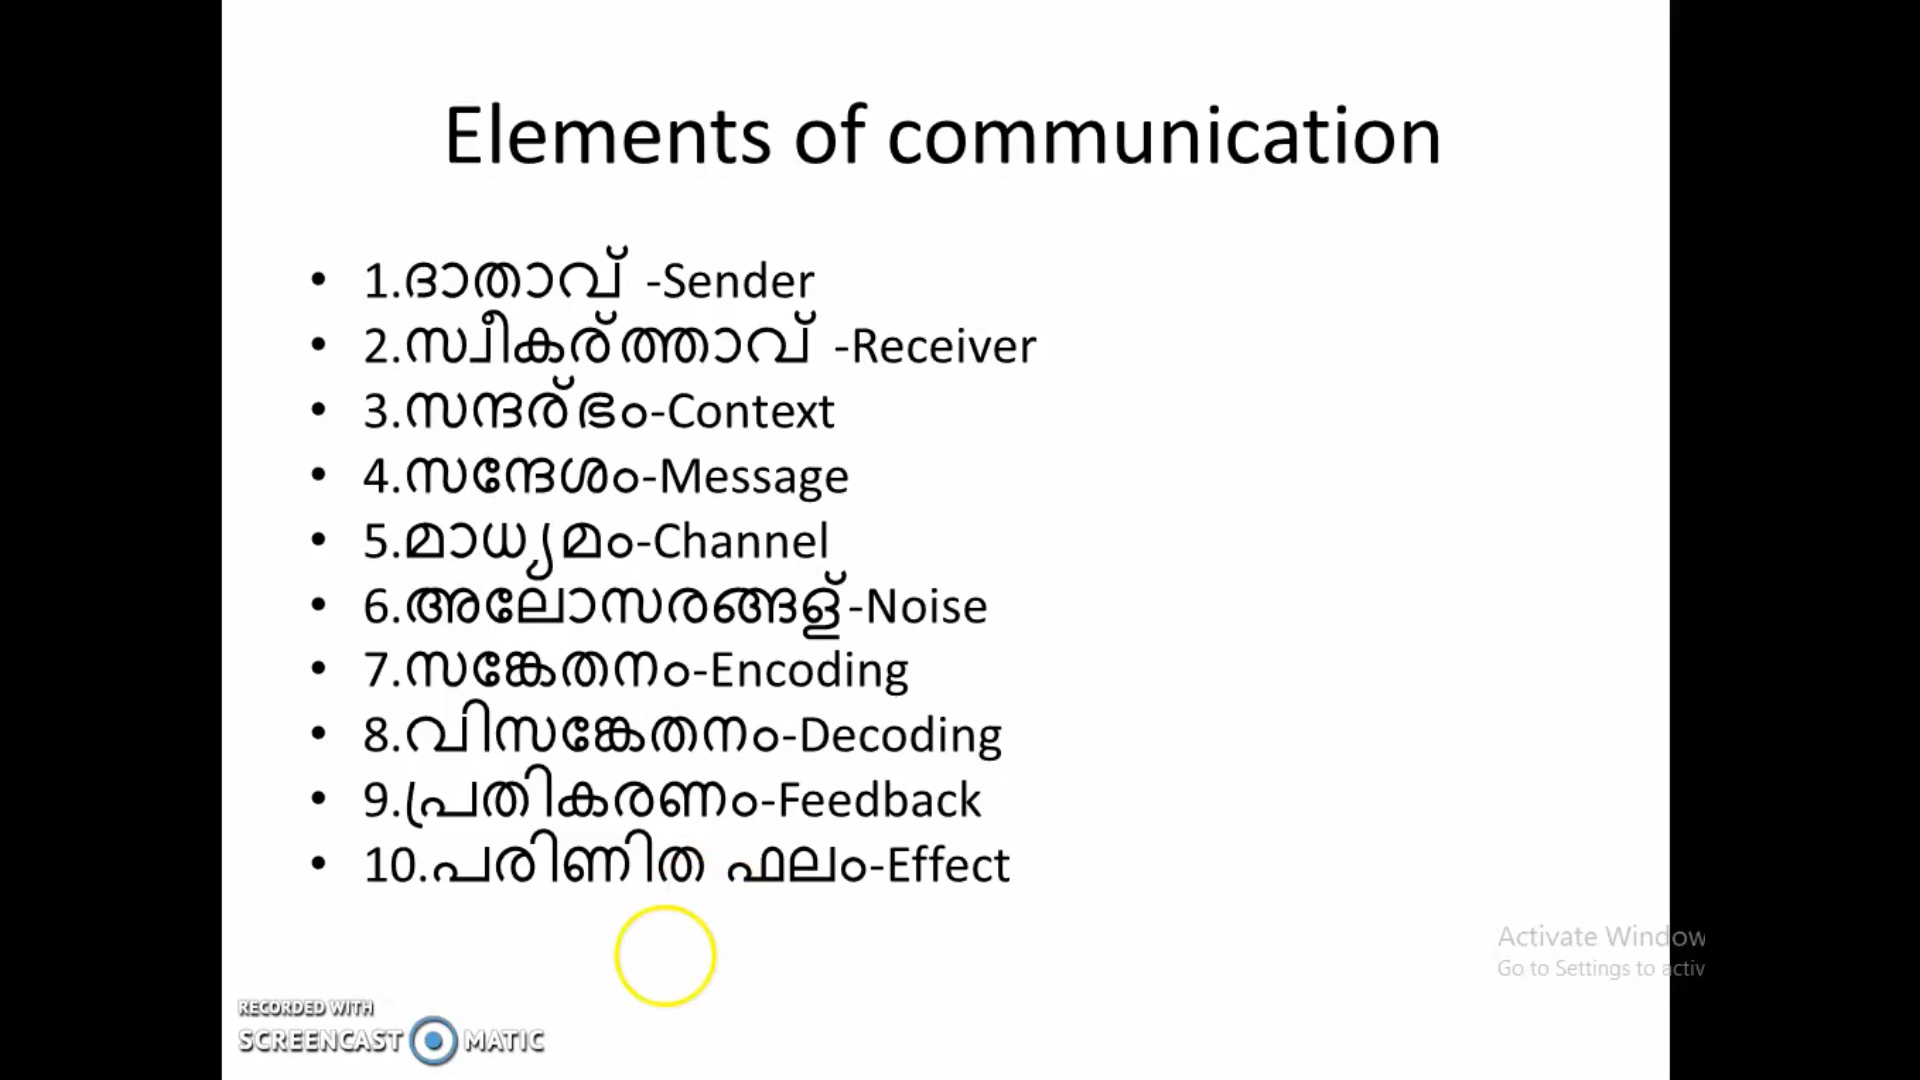 Elements of communication
• 1.ദാതാവ് -Sender
• 2.സ്വീകര്ത്താവ് -Receiver
• 3.സന്ദര്ഭം-Context
• 4.സന്ദേശം-Message
• 5.മാധ്യമം-Channel
• 6.അലോസരങ്ങള്-Noise
• 7.സങ്കേതനം-Encoding
• 8.വിസങ്കേതനം-Decoding
• 9.പ്രതികരണം-Feedback
• 10.പരിണിത ഫലം-Effect
Activate Window
Go to Settings to activ
RECORDED WITH
SCREENCAST MATIC